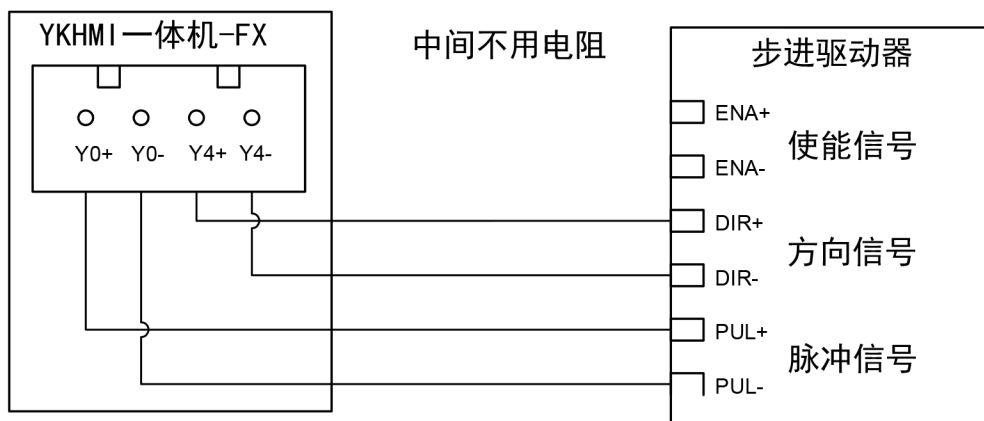 YKHMI一体机-FX
中间不用电阻
步进驱动器
Y0+ Y0- Y4+ Y4-
ENA+
使能信号
ENA-
DIR+
方向信号
DIR-
PUL+
脉冲信号
PUL-